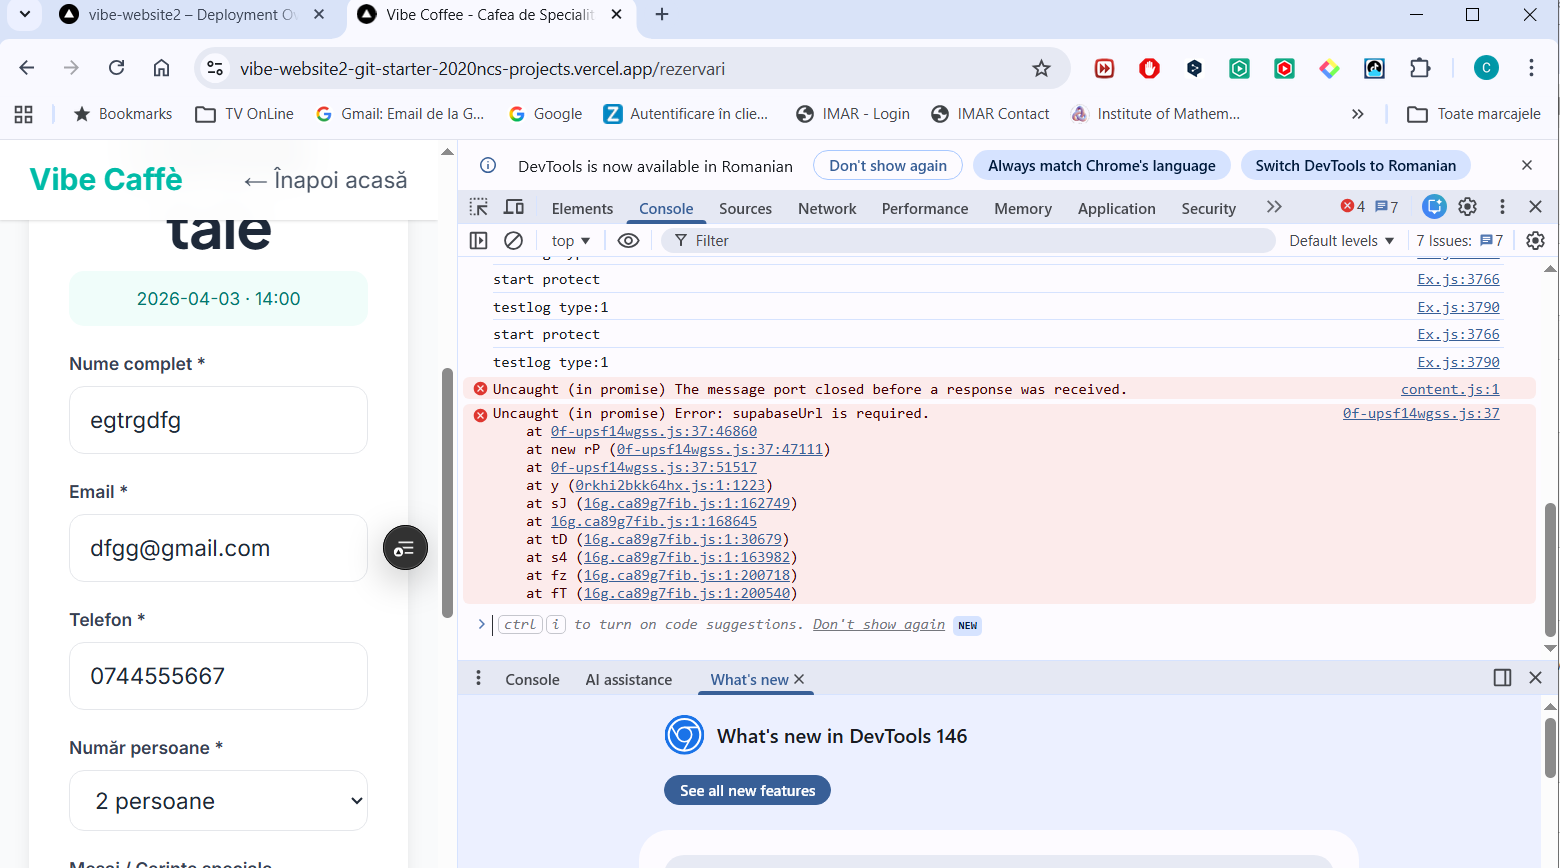 vibe-website2 – Deployment Ov
Vibe Coffee - Cafea de Specialit
vibe-website2-git-starter-2020ncs-projects.vercel.app/rezervari
C
Bookmarks
TV OnLine
Gmail: Email de la G...
Google
Autentificare în clie...
IMAR - Login
IMAR Contact
Institute of Mathem...
»
Toate marcajele
Vibe Caffè
← Înapoi acasă
tale
2026-04-03 · 14:00
Nume complet *
egtrgdfg
Email *
dfgg@gmail.com
Telefon *
0744555667
Număr persoane *
2 persoane
DevTools is now available in Romanian
Don't show again
Always match Chrome's language
Switch DevTools to Romanian
Elements
Console
Sources
Network
Performance
Memory
Application
Security
4
7
top
Filter
Default levels
7 Issues:
7
start protect Ex.js:3766
testlog type:1 Ex.js:3790
start protect Ex.js:3766
testlog type:1 Ex.js:3790
Uncaught (in promise) The message port closed before a response was received. content.js:1
Uncaught (in promise) Error: supabaseUrl is required. 0f-upsf14wgss.js:37
at 0f-upsf14wgss.js:37:46860
at new rP (0f-upsf14wgss.js:37:47111)
at 0f-upsf14wgss.js:37:51517
at y (0rkhi2bkk64hx.js:1:1223)
at sJ (16g.ca89g7fib.js:1:162749)
at 16g.ca89g7fib.js:1:168645
at tD (16g.ca89g7fib.js:1:30679)
at s4 (16g.ca89g7fib.js:1:163982)
at fz (16g.ca89g7fib.js:1:200718)
at fT (16g.ca89g7fib.js:1:200540)
ctrl i to turn on code suggestions. Don't show again NEW
Console
AI assistance
What's new
What's new in DevTools 146
See all new features